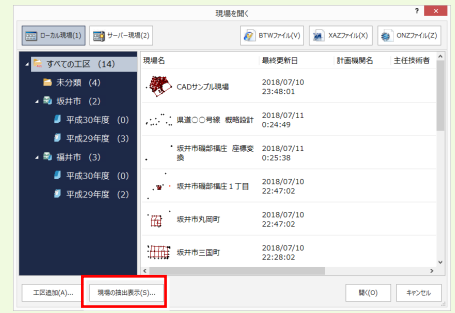 現場を開く
? ×
ローカル現場(1) サーバー現場(2) BTWファイル(V) XAZファイル(X) ONZファイル(Z)
すべての工区 (14)
未分類 (4)
坂井市 (2)
平成30年度 (0)
平成29年度 (3)
福井市 (3)
平成30年度 (0)
平成29年度 (2)
現場名 最終更新日 計画機関名 主任技術者
CADサンプル現場 2018/07/10
23:48:01
県道○○号線 概略設計 2018/07/11
0:24:49
坂井市磯部福庄 座標変
換 2018/07/11
0:25:38
坂井市磯部福庄1丁目 2018/07/10
22:47:02
坂井市丸岡町 2018/07/10
22:47:02
坂井市三国町 2018/07/10
22:28:02
工区追加(A)... 現場の抽出表示(S)... 開く(O) キャンセル